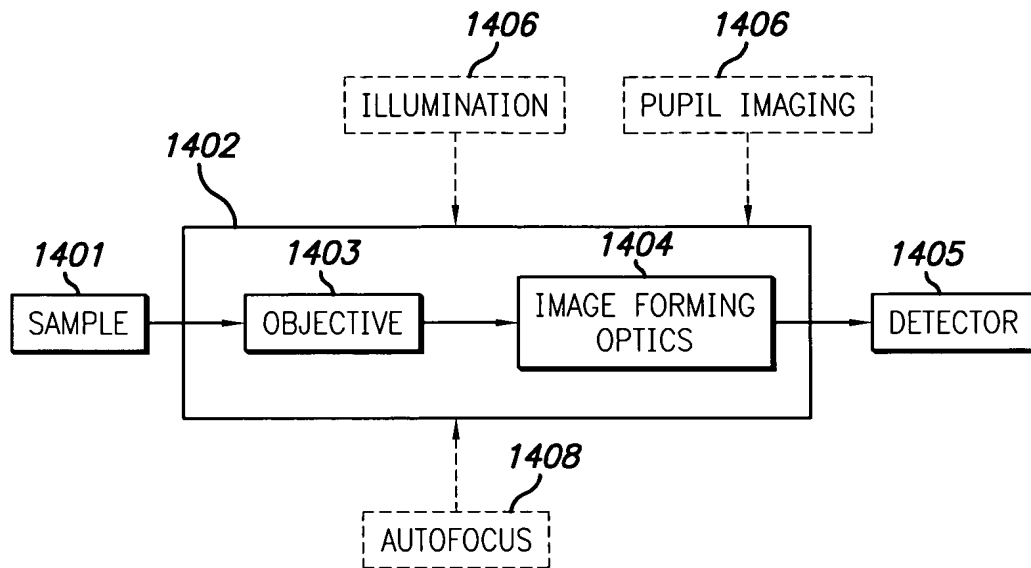 1406
1406
ILLUMINATION
PUPIL IMAGING
1402
1401
1403
1404
1405
SAMPLE
OBJECTIVE
IMAGE FORMING
OPTICS
DETECTOR
1408
AUTOFOCUS